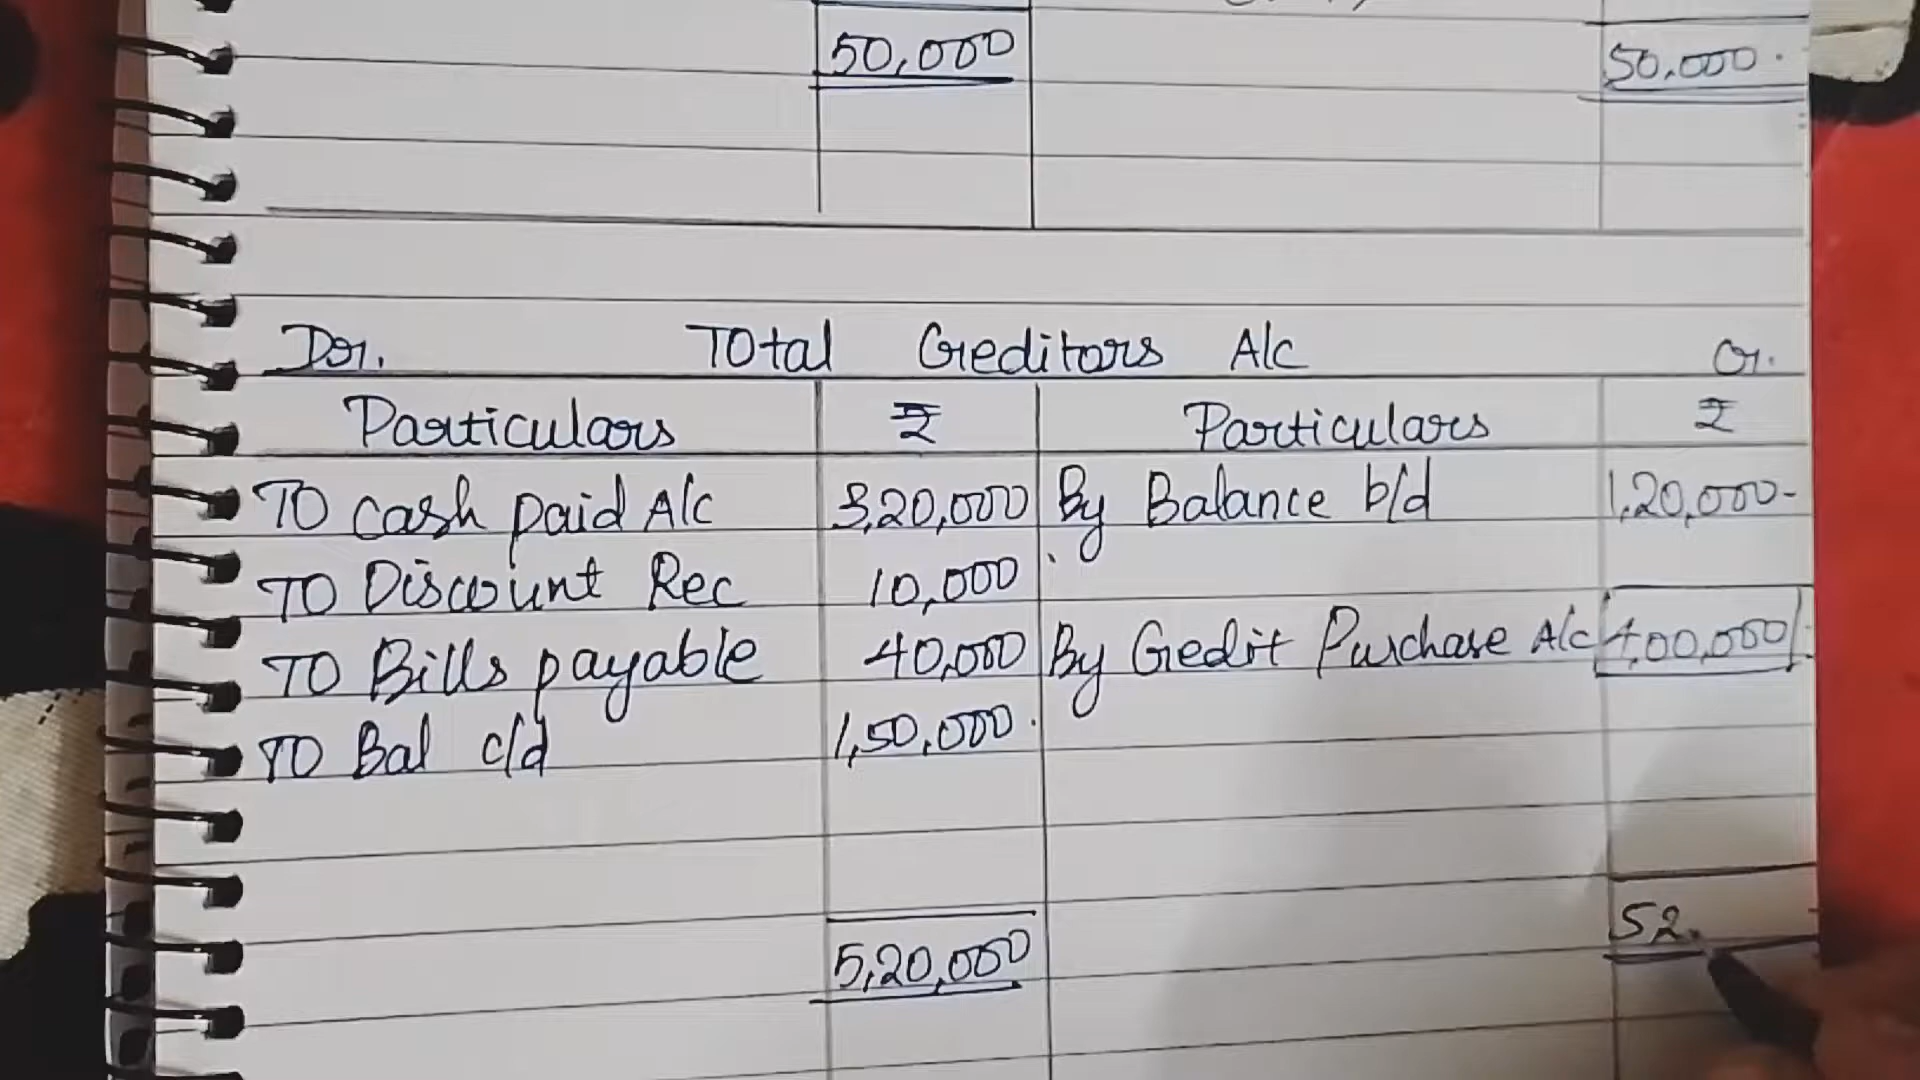 50,000 50,000.
Dr. Total Creditors A/c Cr.
Particulars ₹ Particulars ₹
TO cash paid A/c 3,20,000 By Balance b/d 1,20,000-
TO Discount Rec 10,000
TO Bills payable 40,000 By Credit Purchase A/c 4,00,000
TO Bal c/d 1,50,000.
5,20,000 52